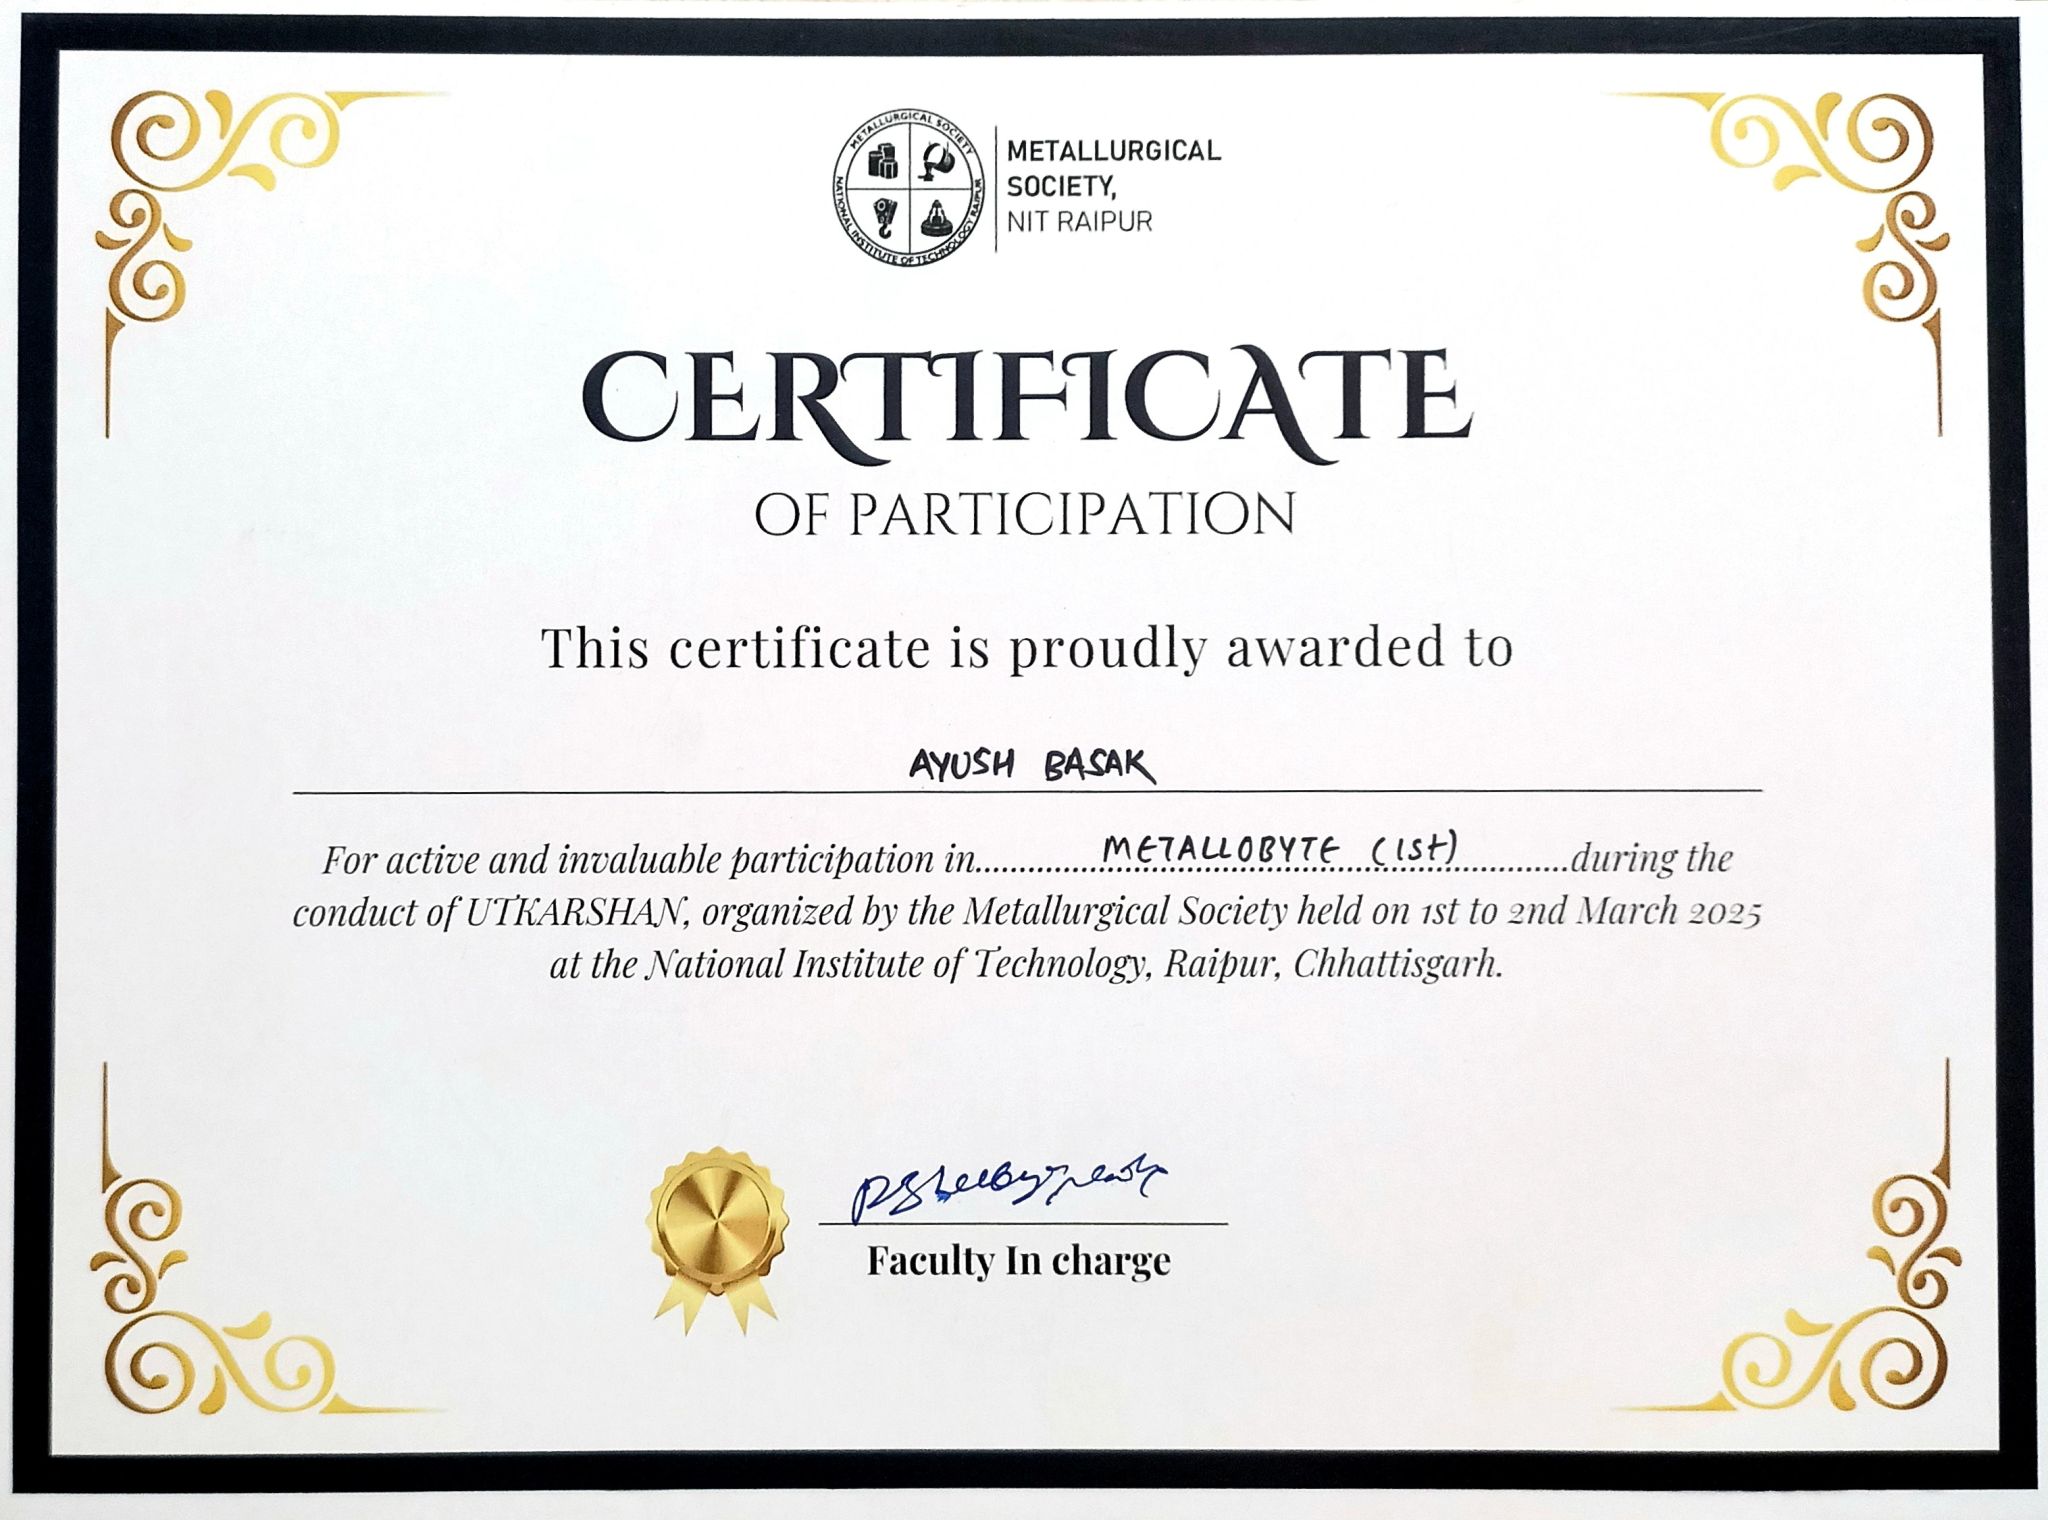 METALLURGICAL SOCIETY
NATIONAL INSTITUTE OF TECHNOLOGY RAIPUR
METALLURGICAL
SOCIETY,
NIT RAIPUR
CERTIFICATE
OF PARTICIPATION
This certificate is proudly awarded to
AYUSH BASAK
For active and invaluable participation in..........METALLOBYTE (1st)..........during the
conduct of UTKARSHAN, organized by the Metallurgical Society held on 1st to 2nd March 2025
at the National Institute of Technology, Raipur, Chhattisgarh.
Faculty In charge